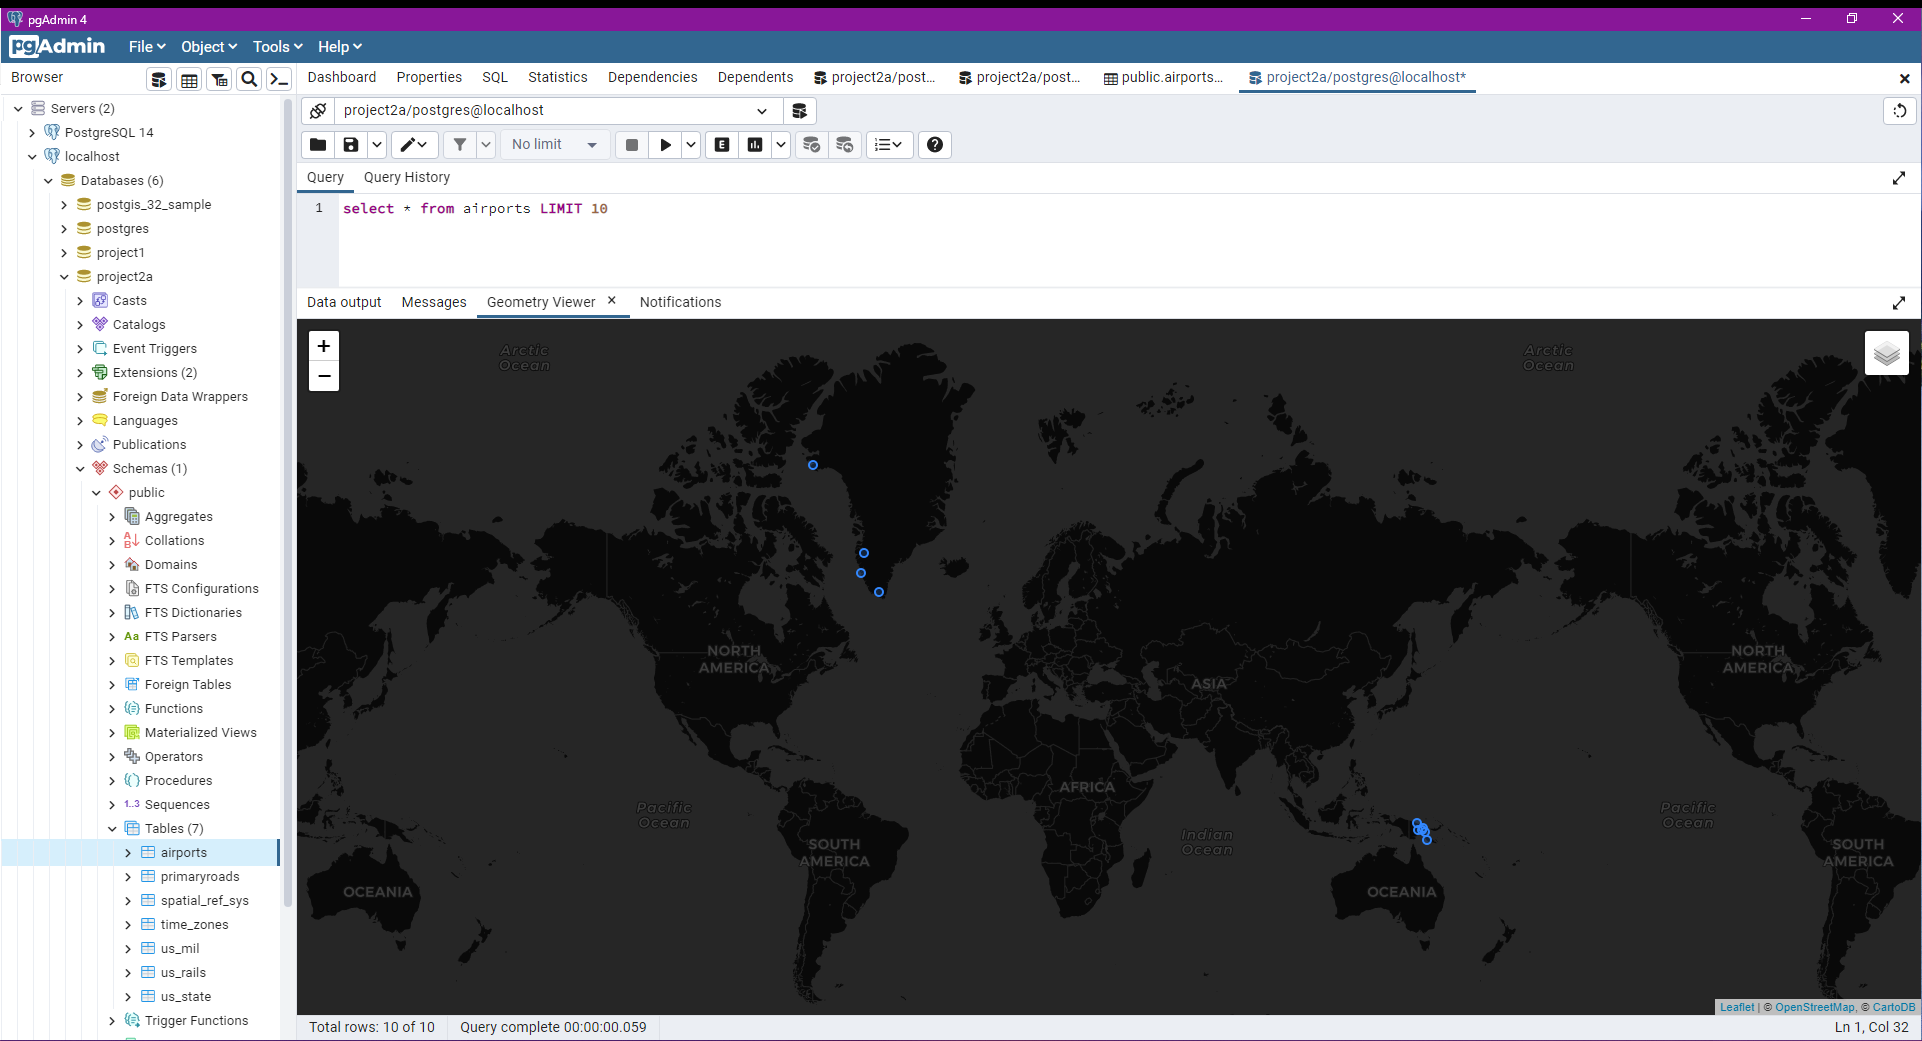 pgAdmin 4
pgAdmin File Object Tools Help
Browser Dashboard Properties SQL Statistics Dependencies Dependents project2a/post... project2a/post... public.airports... project2a/postgres@localhost*
project2a/postgres@localhost
No limit
E
Query Query History
1 select * from airports LIMIT 10
Data output Messages Geometry Viewer Notifications
Servers (2)
PostgreSQL 14
localhost
Databases (6)
postgis_32_sample
postgres
project1
project2a
Casts
Catalogs
Event Triggers
Extensions (2)
Foreign Data Wrappers
Languages
Publications
Schemas (1)
public
Aggregates
Collations
Domains
FTS Configurations
FTS Dictionaries
Aa FTS Parsers
FTS Templates
Foreign Tables
Functions
Materialized Views
Operators
Procedures
1..3 Sequences
Tables (7)
airports
primaryroads
spatial_ref_sys
time_zones
us_mil
us_rails
us_state
Trigger Functions
+
−
Arctic
Ocean
Arctic
Ocean
NORTH
AMERICA
ASIA
NORTH
AMERICA
AFRICA
Pacific
Ocean
Indian
Ocean
Pacific
Ocean
SOUTH
AMERICA
SOUTH
AMERICA
OCEANIA
OCEANIA
Leaflet | © OpenStreetMap, © CartoDB
Total rows: 10 of 10 Query complete 00:00:00.059 Ln 1, Col 32